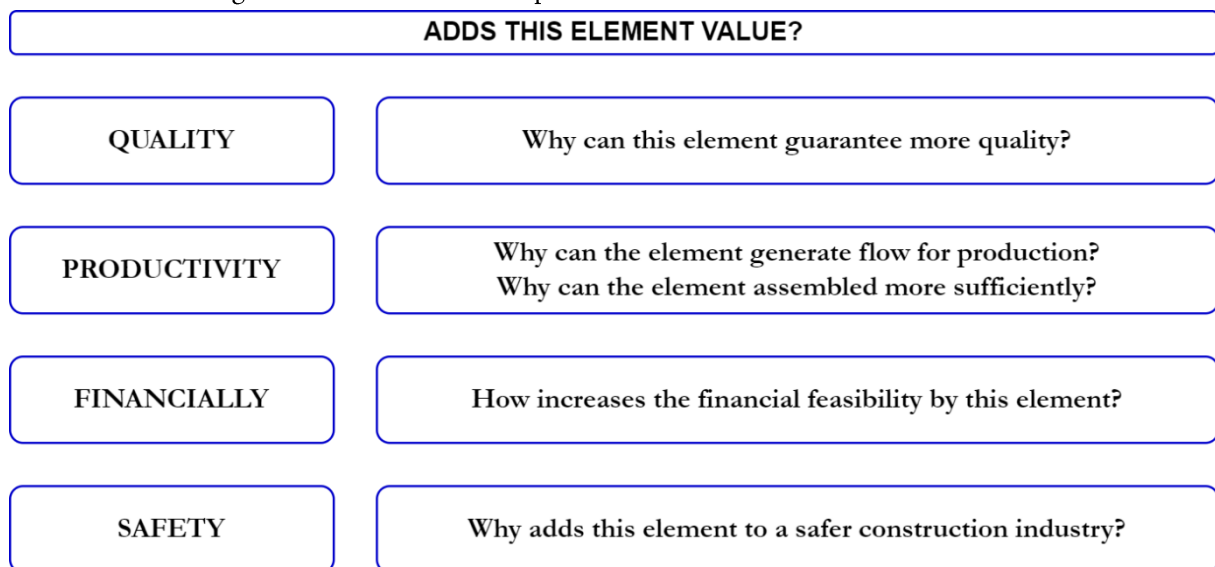 ADDS THIS ELEMENT VALUE?
QUALITY
Why can this element guarantee more quality?
PRODUCTIVITY
Why can the element generate flow for production?
Why can the element assembled more sufficiently?
FINANCIALLY
How increases the financial feasibility by this element?
SAFETY
Why adds this element to a safer construction industry?